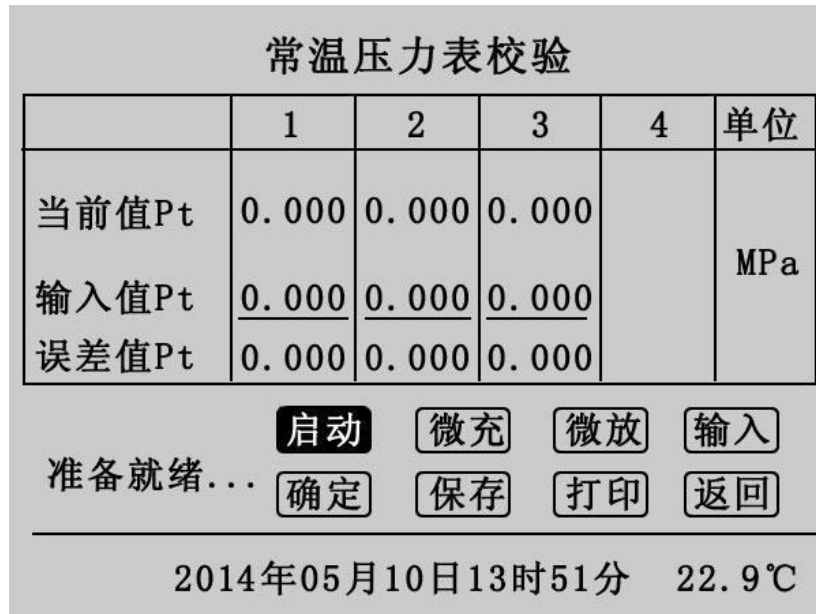 常温压力表校验
1 2 3 4 单位
当前值Pt 0.000 0.000 0.000
MPa
输入值Pt 0.000 0.000 0.000
误差值Pt 0.000 0.000 0.000
启动 微充 微放 输入
准备就绪...
确定 保存 打印 返回
2014年05月10日13时51分 22.9℃